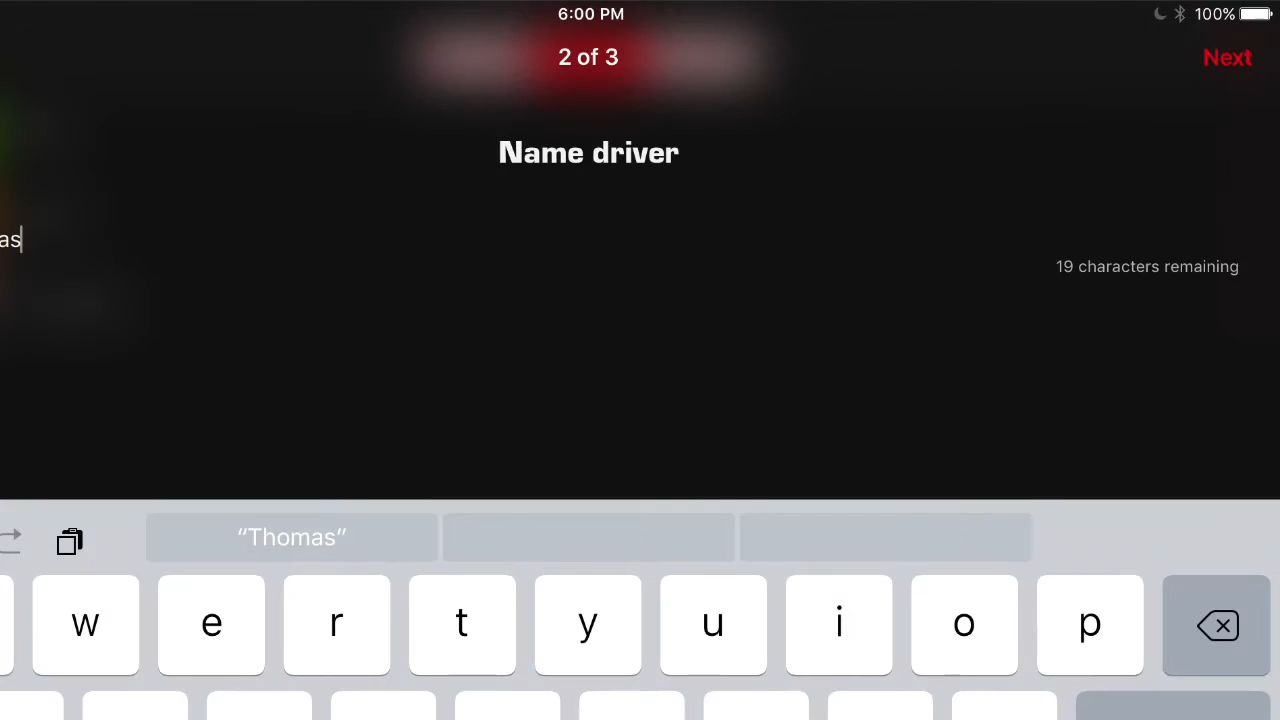 6:00 PM
100%
2 of 3
Next
Name driver
as
19 characters remaining
“Thomas”
w e r t y u i o p